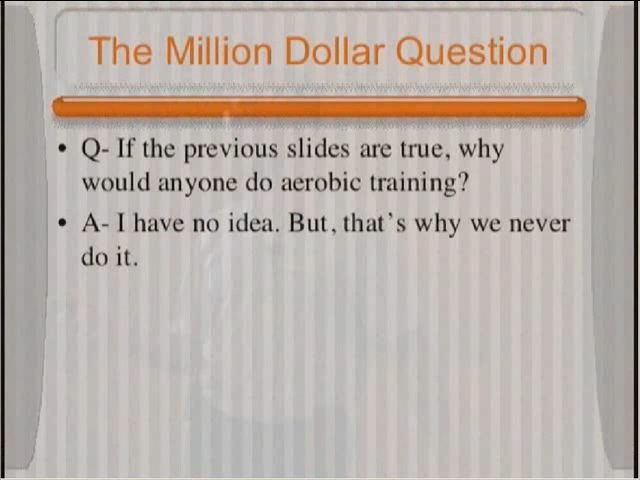 The Million Dollar Question
• Q- If the previous slides are true, why
would anyone do aerobic training?
• A- I have no idea. But, that's why we never
do it.